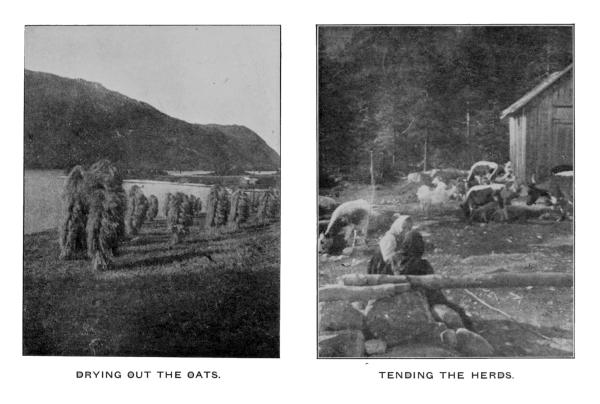 DRYING OUT THE OATS.
TENDING THE HERDS.